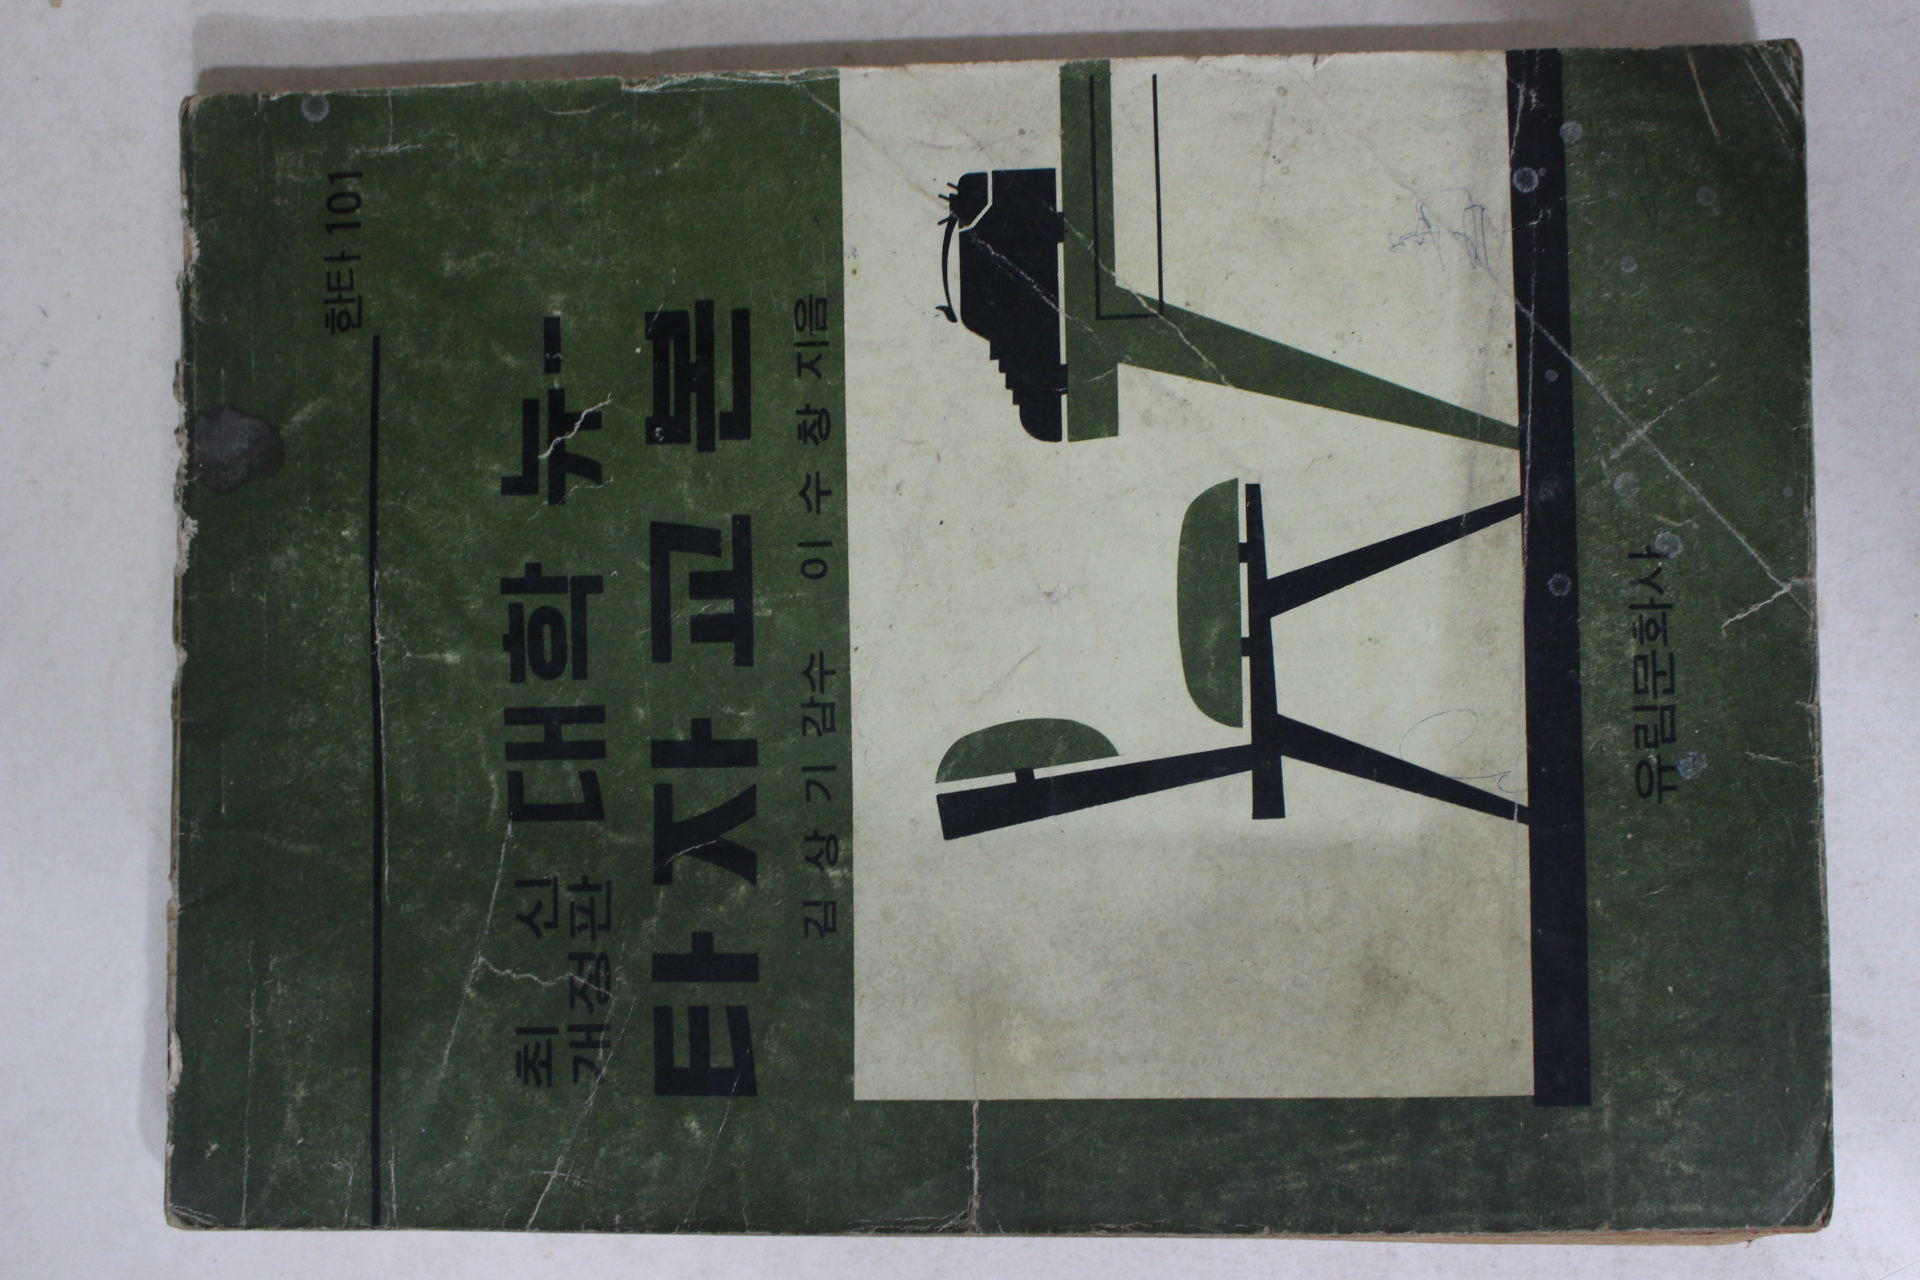 한타 101
최 신
개정판
대학 뉴-
타자교본
김 상 기 감수 이 수 창 지음
유림문화사